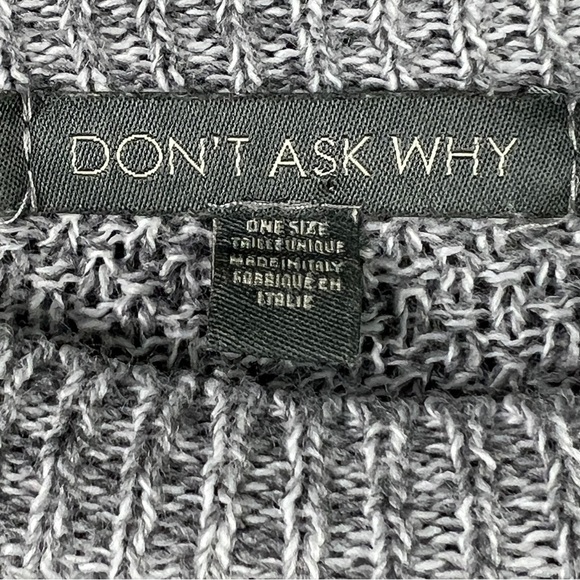 DON'T ASK WHY
ONE SIZE
TAILLE UNIQUE
MADE IN ITALY
FABRIQUE EN
ITALIE